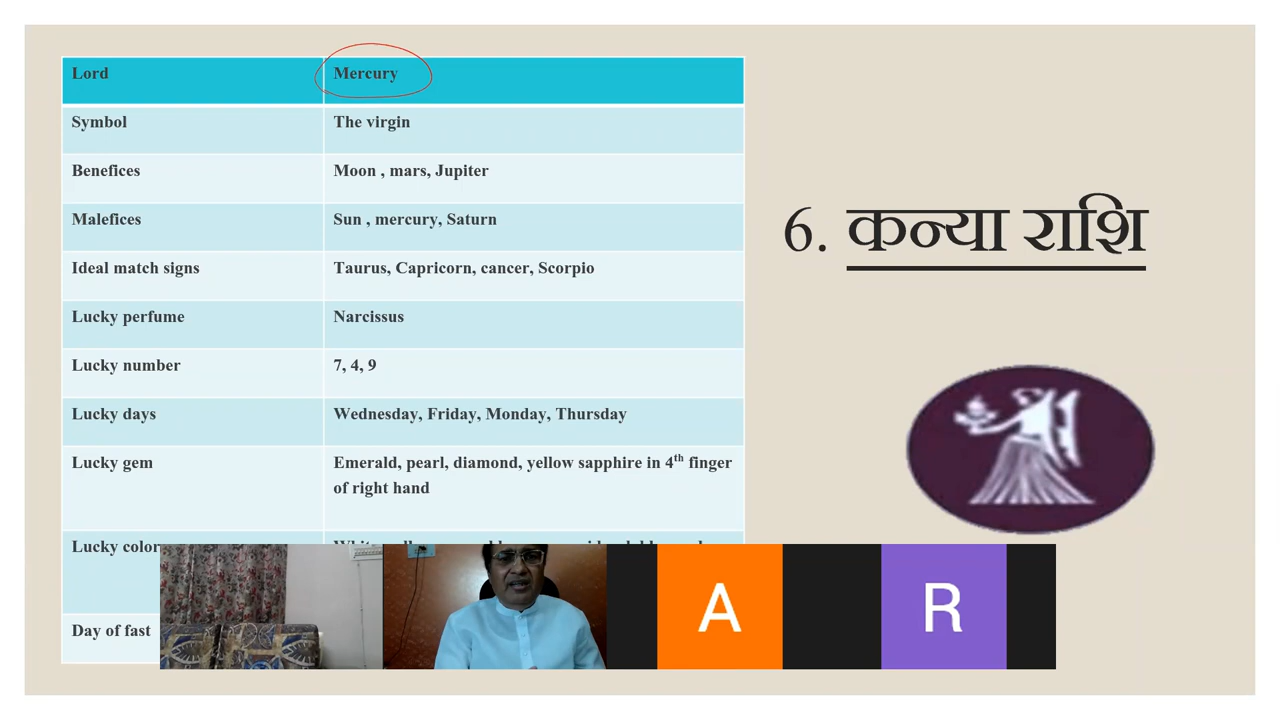 Lord Mercury
Symbol The virgin
Benefices Moon , mars, Jupiter
Malefices Sun , mercury, Saturn
Ideal match signs Taurus, Capricorn, cancer, Scorpio
Lucky perfume Narcissus
Lucky number 7, 4, 9
Lucky days Wednesday, Friday, Monday, Thursday
Lucky gem Emerald, pearl, diamond, yellow sapphire in 4th finger
of right hand
Lucky color
Day of fast
6. कन्या राशि
A
R